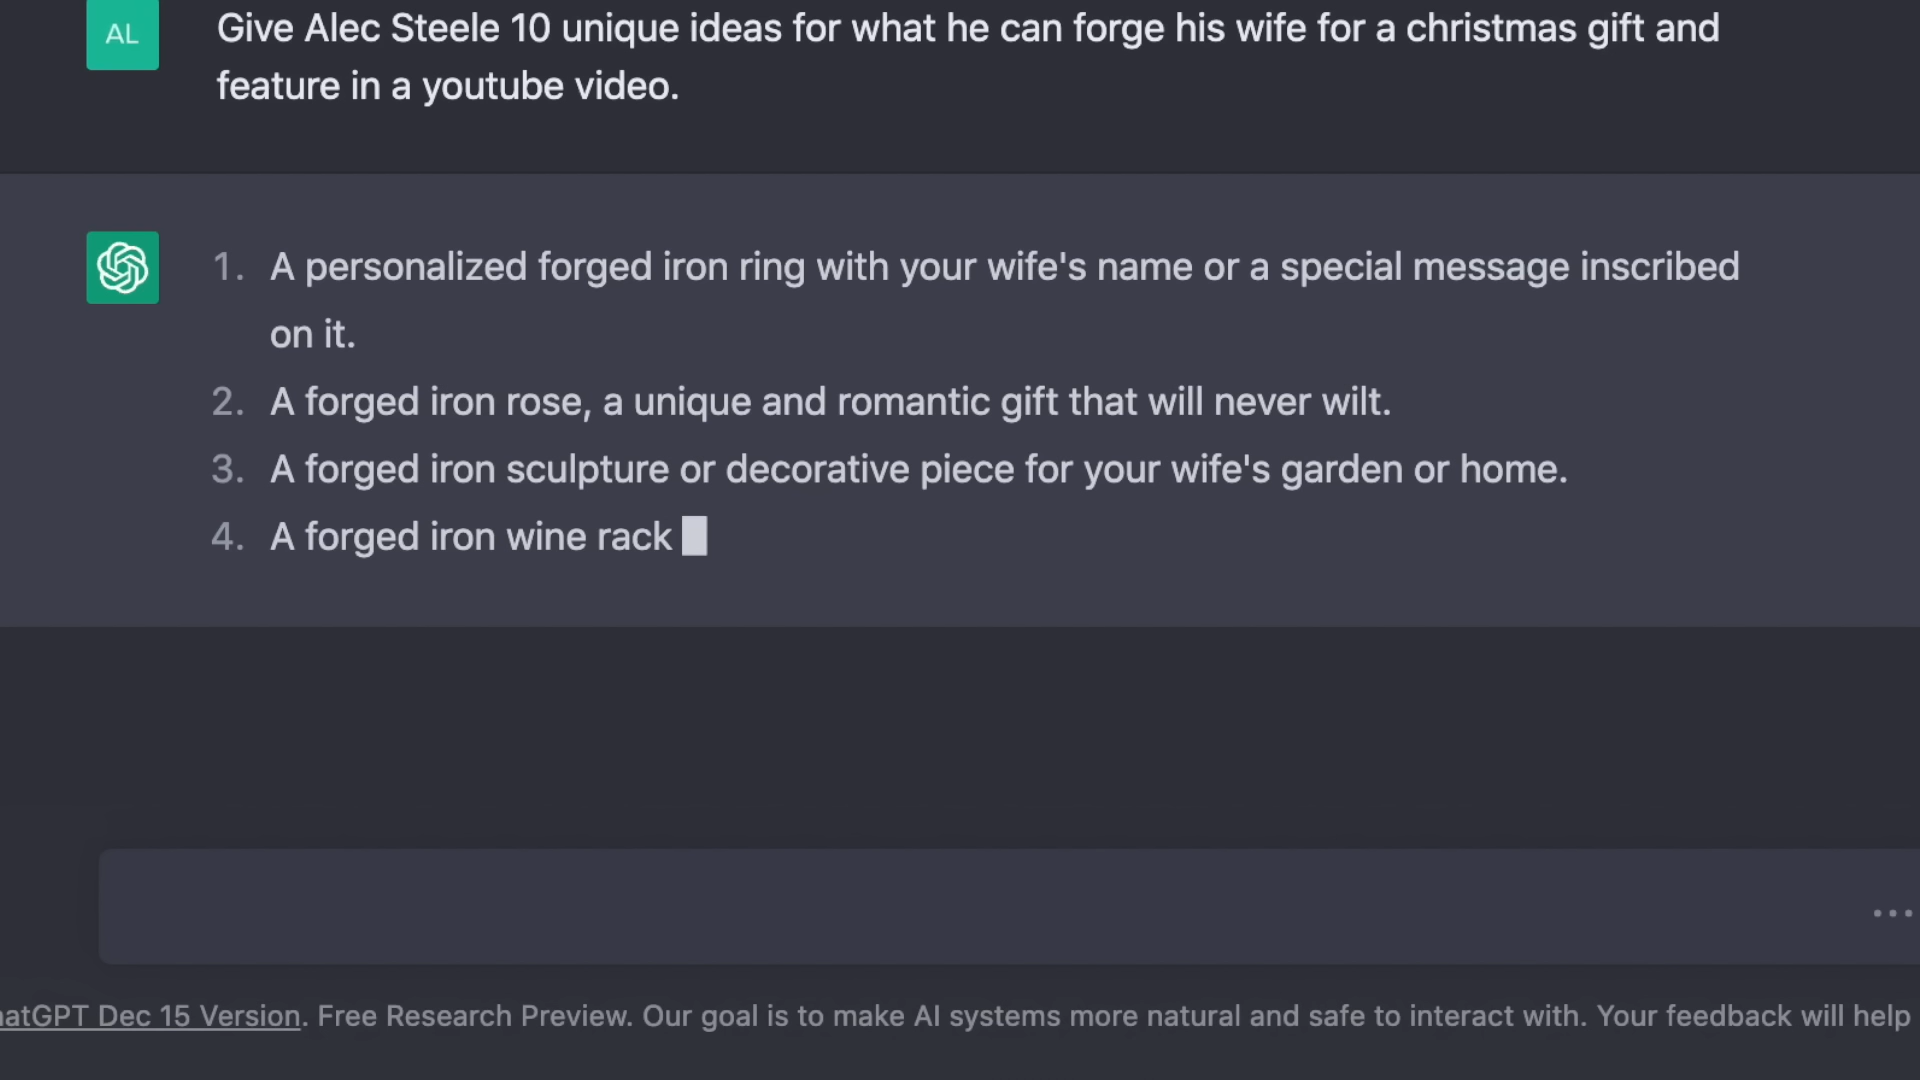 AL
Give Alec Steele 10 unique ideas for what he can forge his wife for a christmas gift and
feature in a youtube video.
1. A personalized forged iron ring with your wife's name or a special message inscribed
on it.
2. A forged iron rose, a unique and romantic gift that will never wilt.
3. A forged iron sculpture or decorative piece for your wife's garden or home.
4. A forged iron wine rack
hatGPT Dec 15 Version. Free Research Preview. Our goal is to make AI systems more natural and safe to interact with. Your feedback will help